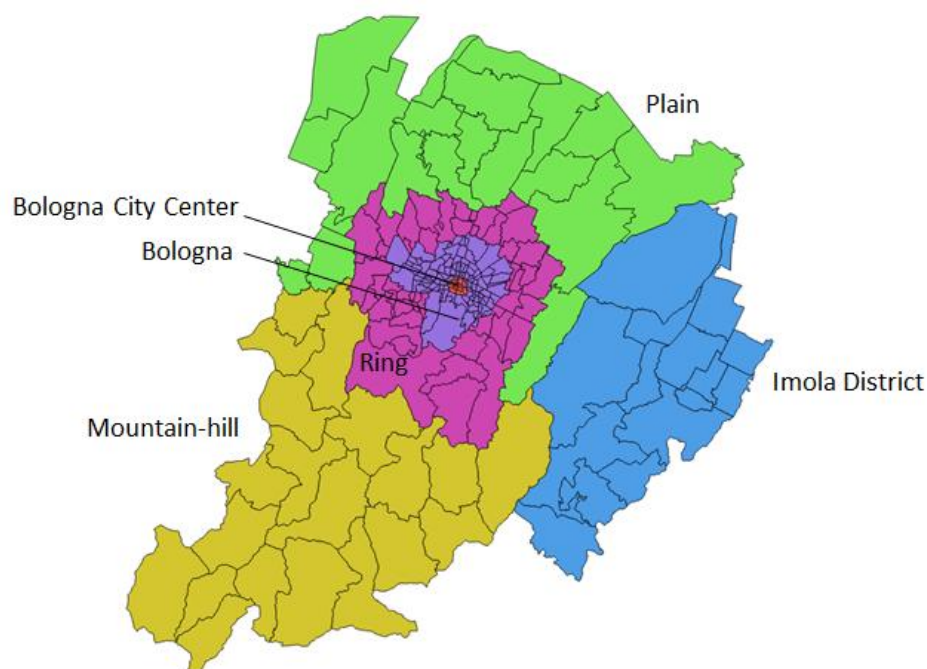 Plain
Bologna City Center
Bologna
Ring
Imola District
Mountain-hill